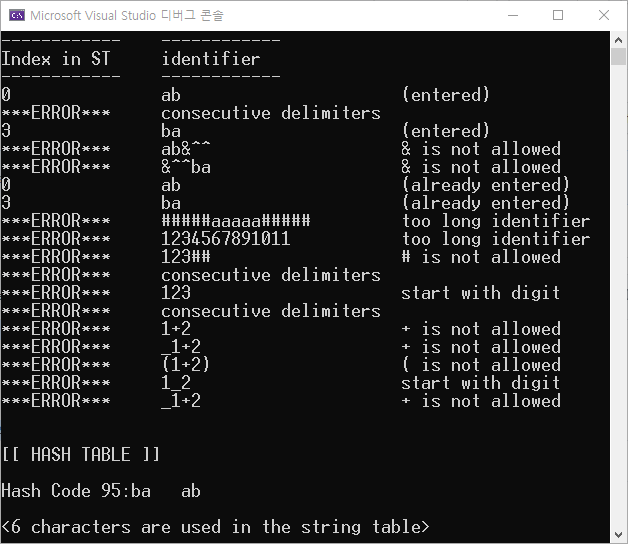 Microsoft Visual Studio 디버그 콘솔
------------    ------------
Index in ST     identifier
------------    ------------
0               ab                      (entered)
***ERROR***     consecutive delimiters
3               ba                      (entered)
***ERROR***     ab&^^                   & is not allowed
***ERROR***     &^^ba                   & is not allowed
0               ab                      (already entered)
3               ba                      (already entered)
***ERROR***     #####aaaaa#####         too long identifier
***ERROR***     1234567891011           too long identifier
***ERROR***     123##                   # is not allowed
***ERROR***     consecutive delimiters
***ERROR***     123                     start with digit
***ERROR***     consecutive delimiters
***ERROR***     1+2                     + is not allowed
***ERROR***     _1+2                    + is not allowed
***ERROR***     (1+2)                   ( is not allowed
***ERROR***     1_2                     start with digit
***ERROR***     _1+2                    + is not allowed
[[ HASH TABLE ]]
Hash Code 95:ba   ab
<6 characters are used in the string table>